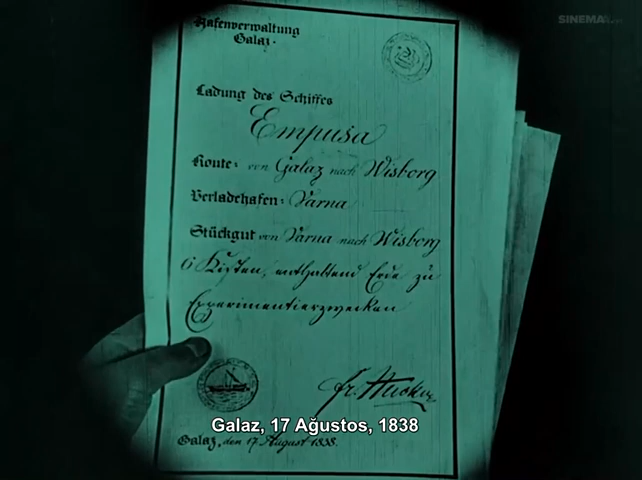 SINEMA
Hafenverwaltung
Galaz.
Ladung des Schiffes
Empusa
Route: von Galaz nach Wisborg
Verladehafen: Varna
Stückgut von Varna nach Wisborg
6 Kisten, enthaltend Erde zu
Experimentierzwecken
Galaz, 17 Ağustos, 1838
Galaz, den 17 August 1838.